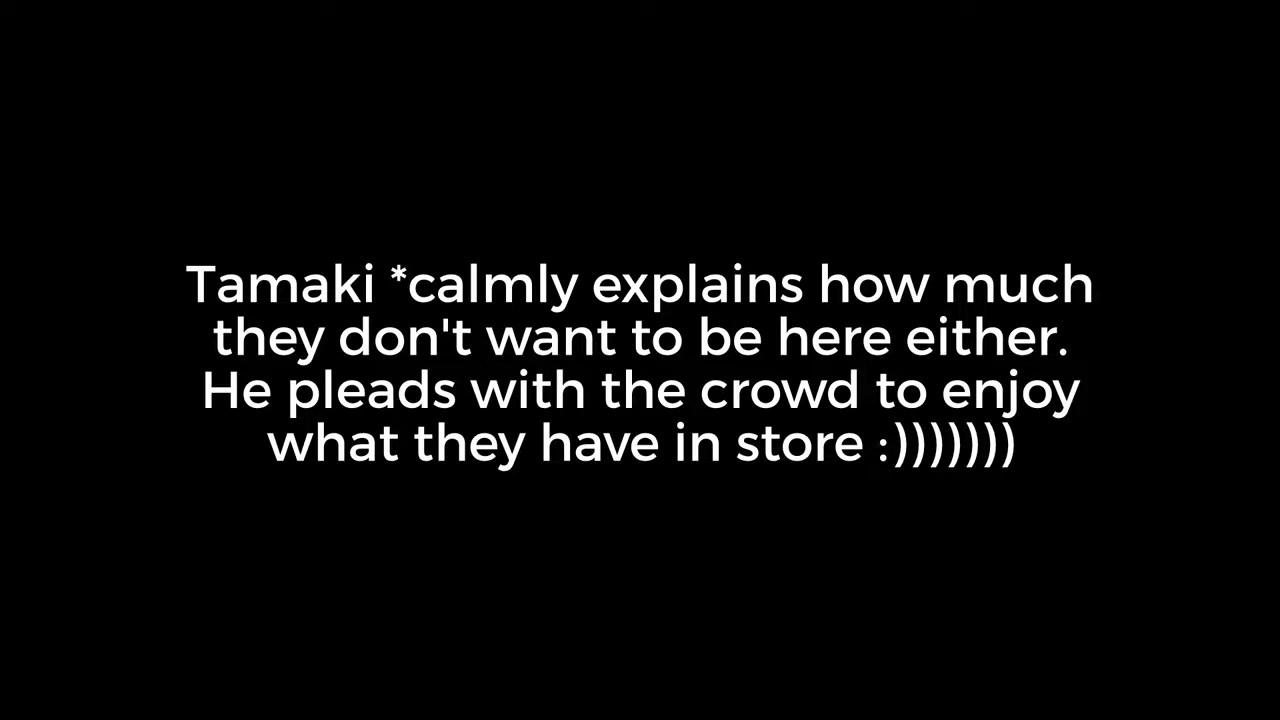 Tamaki *calmly explains how much
they don't want to be here either.
He pleads with the crowd to enjoy
what they have in store :)))))))